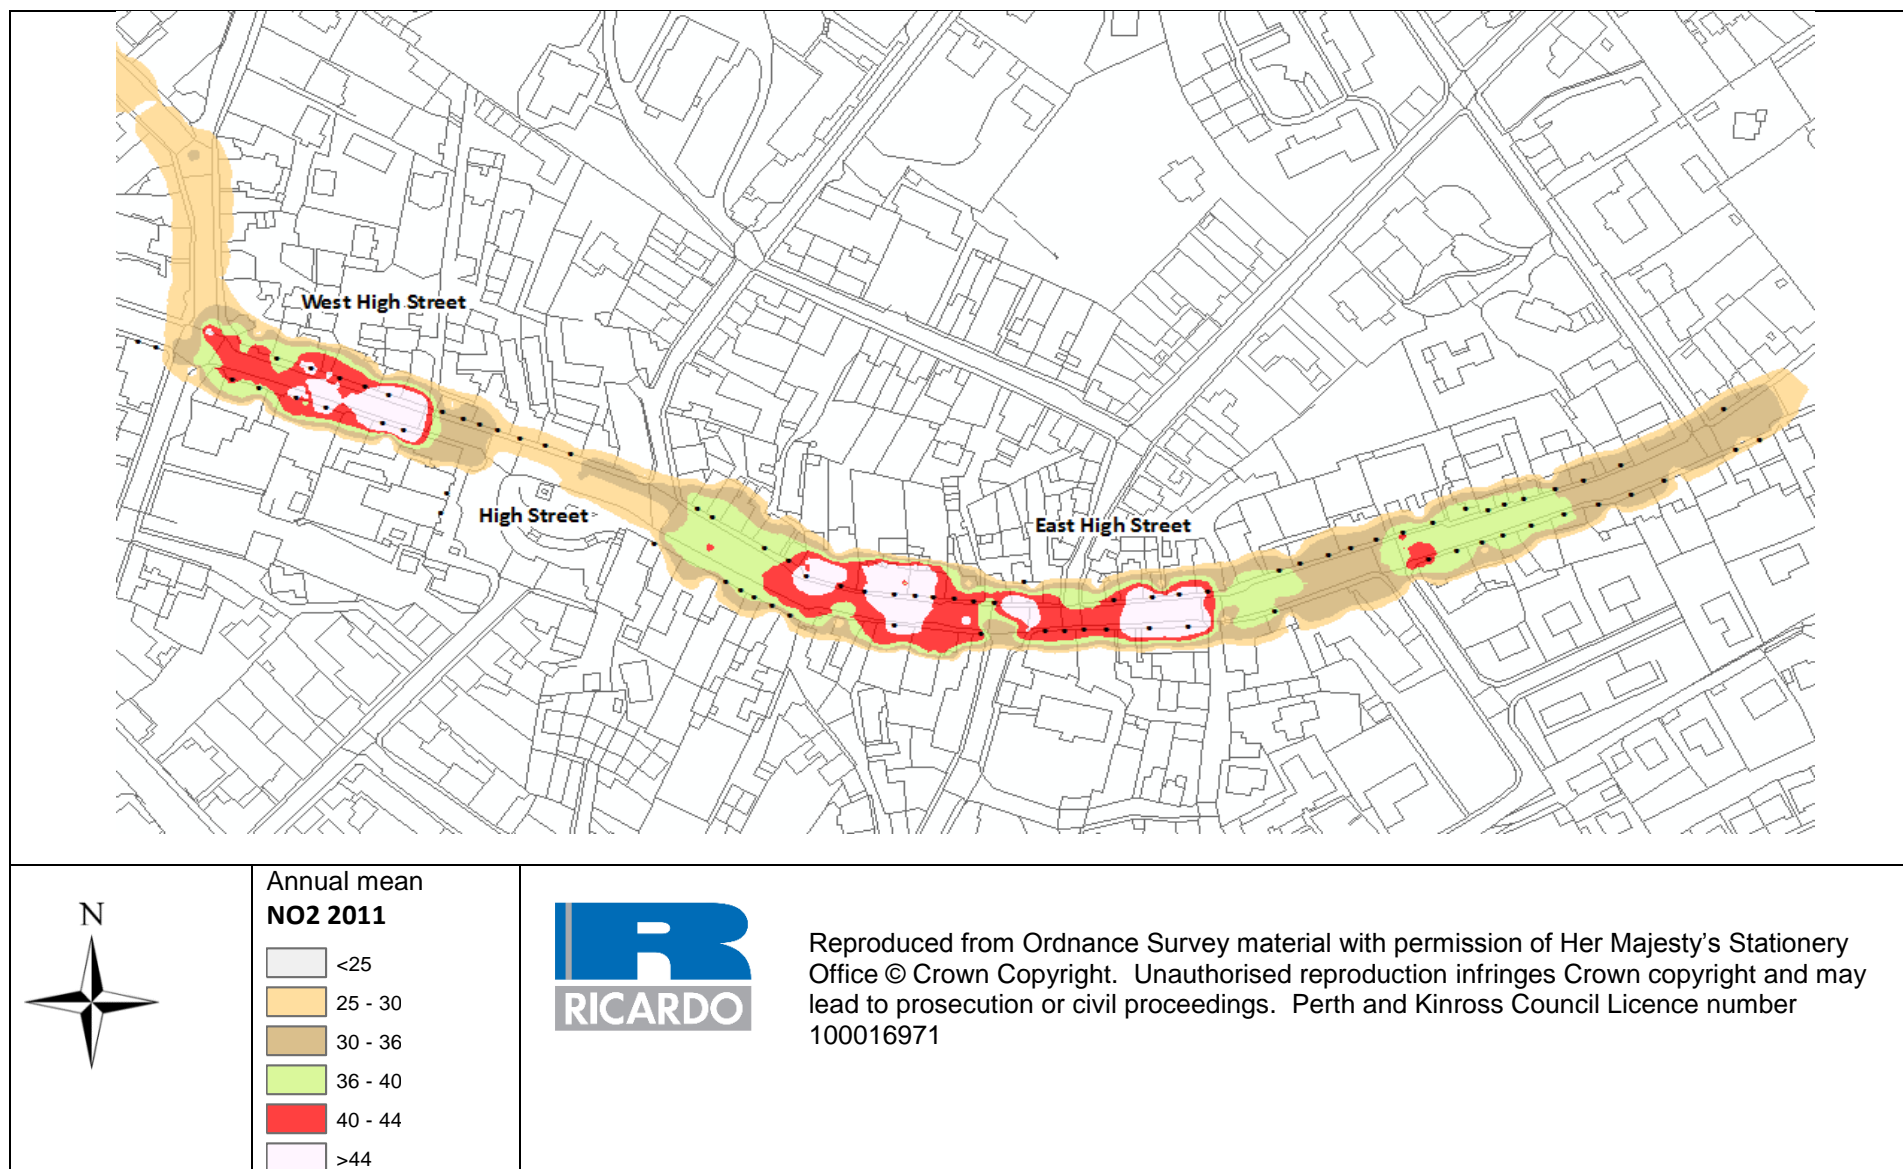 West High Street
High Street
East High Street
N
Annual mean
NO2 2011
<25
25 - 30
30 - 36
36 - 40
40 - 44
>44
RICARDO
Reproduced from Ordnance Survey material with permission of Her Majesty's Stationery
Office © Crown Copyright. Unauthorised reproduction infringes Crown copyright and may
lead to prosecution or civil proceedings. Perth and Kinross Council Licence number
100016971